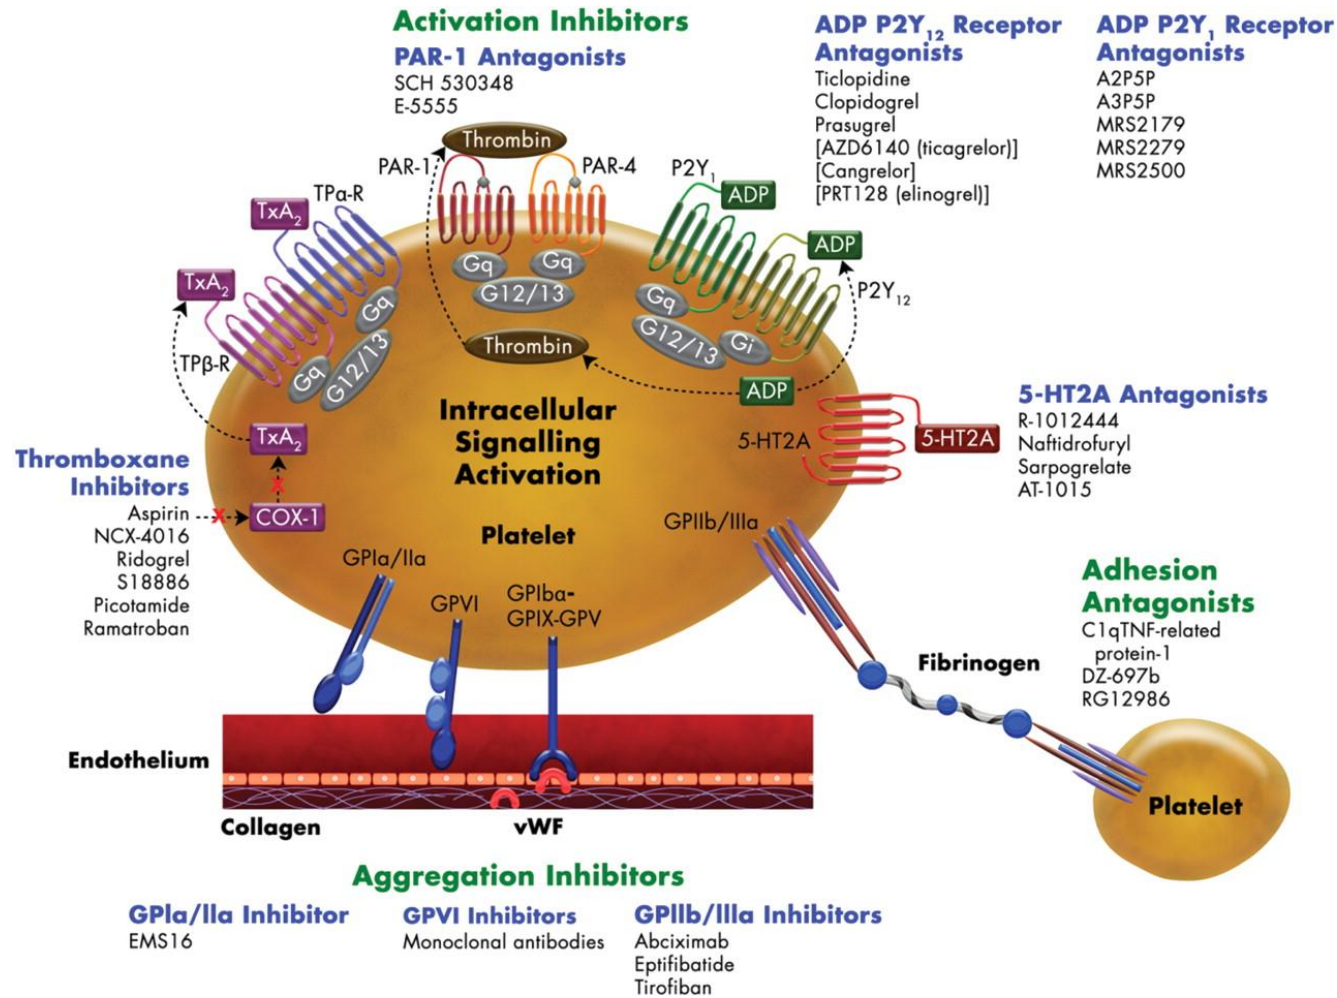 Activation Inhibitors
PAR-1 Antagonists
SCH 530348
E-5555
ADP P2Y12 Receptor
Antagonists
Ticlopidine
Clopidogrel
Prasugrel
[AZD6140 (ticagrelor)]
[Cangrelor]
[PRT128 (elinogrel)]
ADP P2Y1 Receptor
Antagonists
A2P5P
A3P5P
MRS2179
MRS2279
MRS2500
Thrombin
PAR-1
PAR-4
P2Y1
ADP
TPα-R
TxA2
ADP
TxA2
P2Y12
Gq
Gq
G12/13
Gq
Gq
G12/13
Gi
TPβ-R
Gq
G12/13
Thrombin
ADP
Intracellular
Signalling
Activation
5-HT2A
5-HT2A
5-HT2A Antagonists
R-1012444
Naftidrofuryl
Sarpogrelate
AT-1015
TxA2
Thromboxane
Inhibitors
Aspirin
NCX-4016
Ridogrel
S18886
Picotamide
Ramatroban
X
X
COX-1
Platelet
GPIIb/IIIa
GPIa/IIa
GPVI
GPIbα-
GPIX-GPV
Adhesion
Antagonists
C1qTNF-related
protein-1
DZ-697b
RG12986
Fibrinogen
Endothelium
Platelet
Collagen
vWF
Aggregation Inhibitors
GPIa/IIa Inhibitor
EMS16
GPVI Inhibitors
Monoclonal antibodies
GPIIb/IIIa Inhibitors
Abciximab
Eptifibatide
Tirofiban